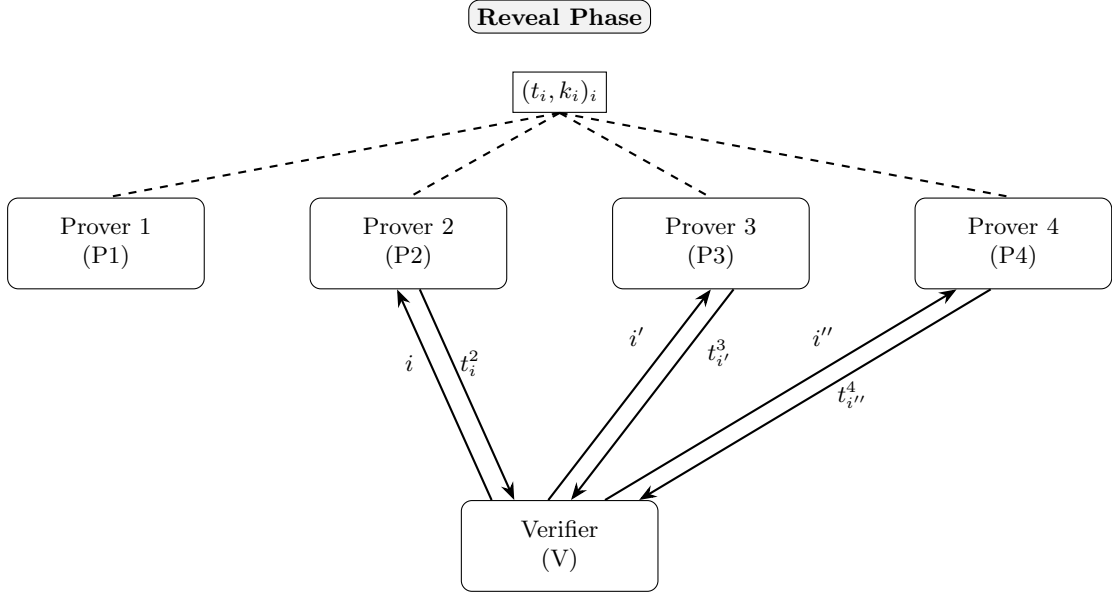 Reveal Phase
$(t_i, k_i)_i$
Prover 1
(P1)
Prover 2
(P2)
Prover 3
(P3)
Prover 4
(P4)
$i$
$t_i^2$
$i'$
$t_{i'}^3$
$i''$
$t_{i''}^4$
Verifier
(V)